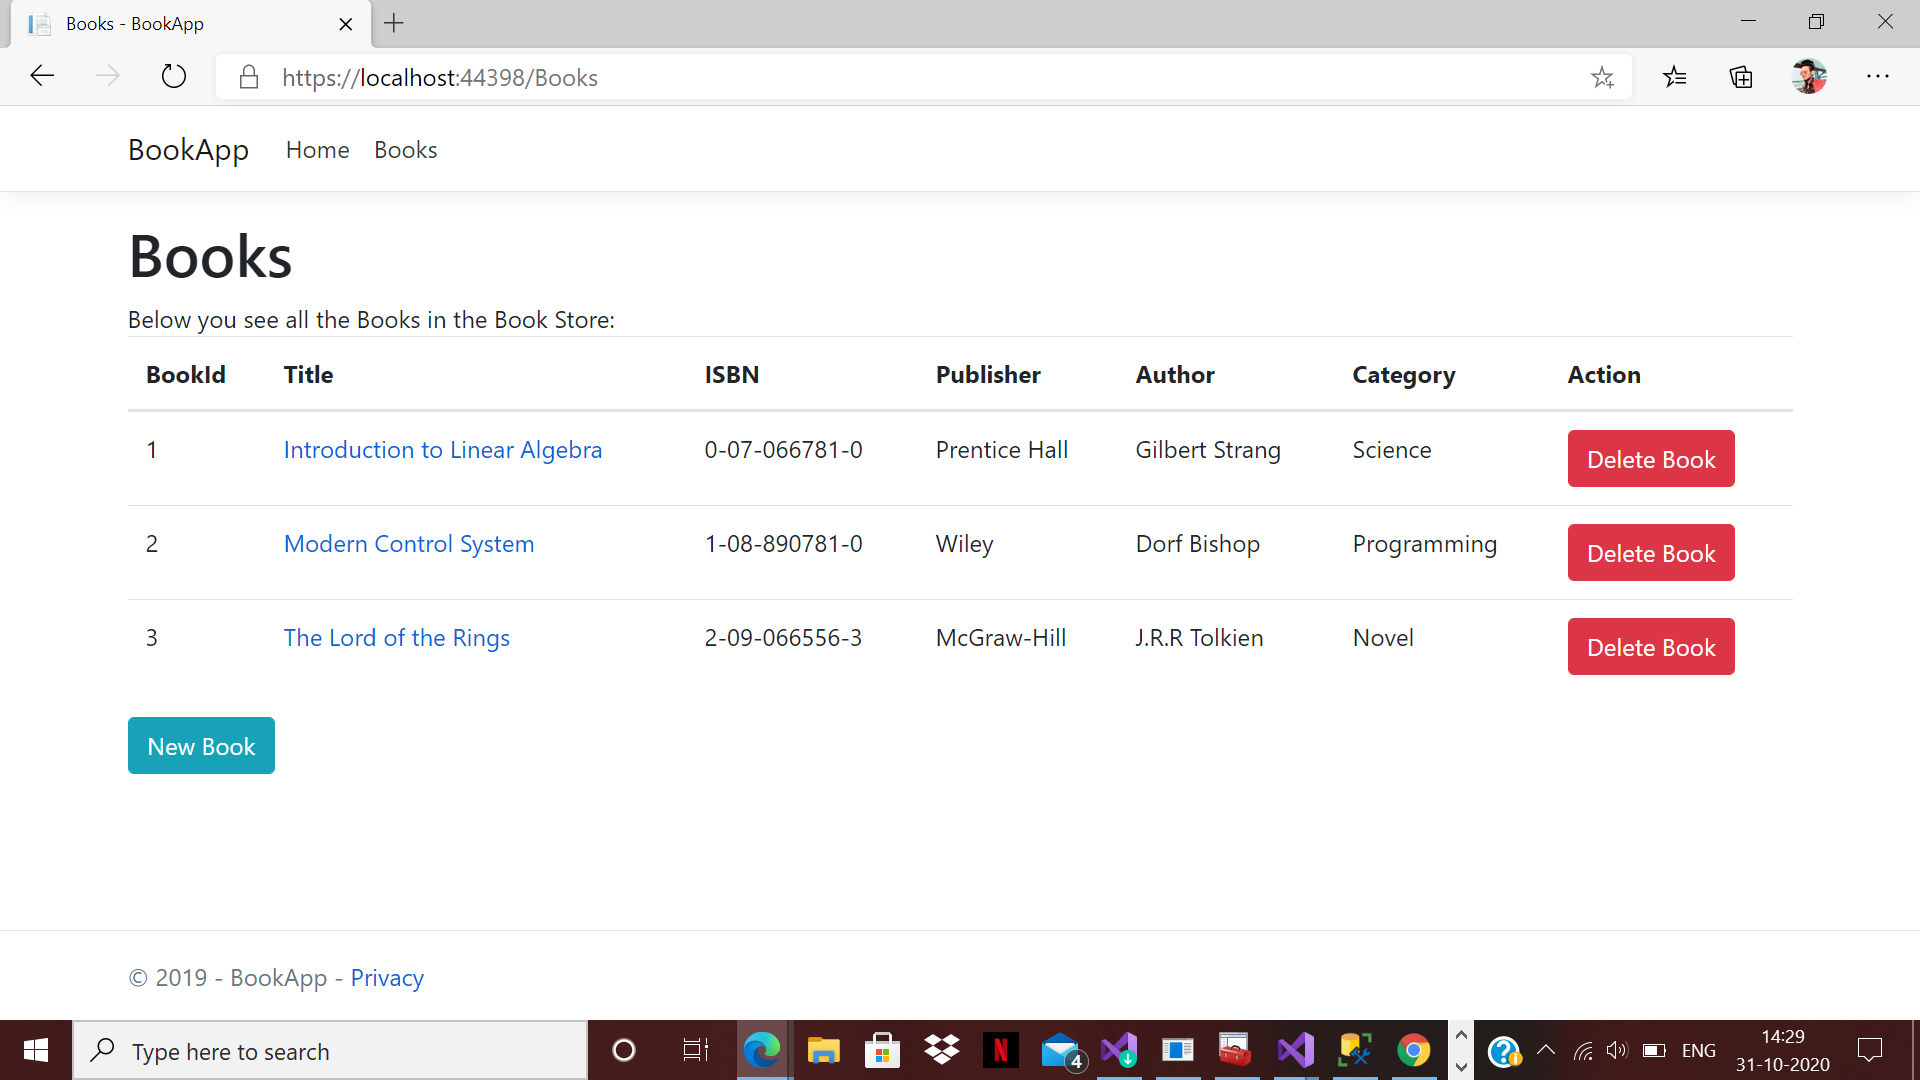 Books - BookApp
https://localhost:44398/Books
BookApp Home Books
Books
Below you see all the Books in the Book Store:
BookId Title ISBN Publisher Author Category Action
1 Introduction to Linear Algebra 0-07-066781-0 Prentice Hall Gilbert Strang Science Delete Book
2 Modern Control System 1-08-890781-0 Wiley Dorf Bishop Programming Delete Book
3 The Lord of the Rings 2-09-066556-3 McGraw-Hill J.R.R Tolkien Novel Delete Book
New Book
© 2019 - BookApp - Privacy
Type here to search N 4 ENG 14:29
31-10-2020